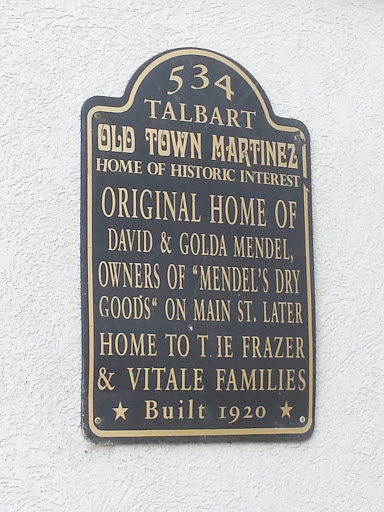 534
TALBART
OLD TOWN MARTINEZ
HOME OF HISTORIC INTEREST
ORIGINAL HOME OF
DAVID & GOLDA MENDEL,
OWNERS OF "MENDEL'S DRY
GOODS" ON MAIN ST. LATER
HOME TO T IE FRAZER
& VITALE FAMILIES
Built 1920